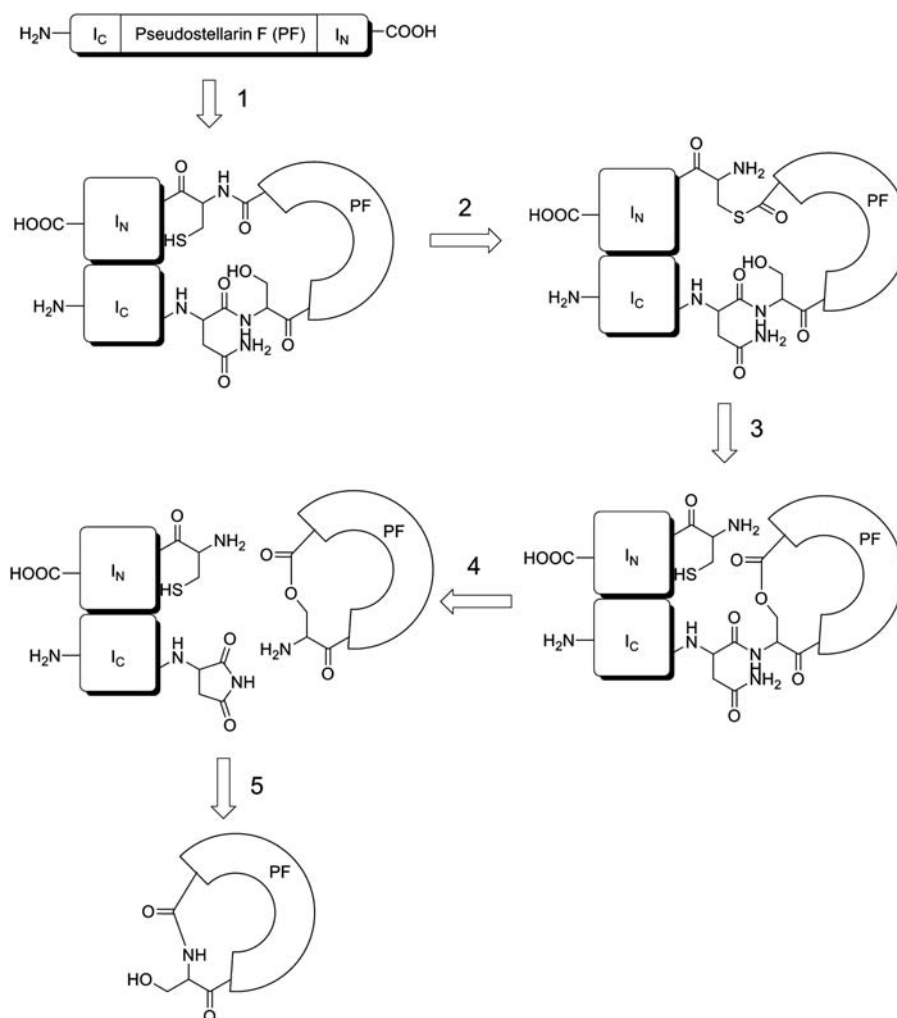 H₂N I_C Pseudostellarin F (PF) I_N COOH
1
O H N O HS
HOOC I_N PF
H₂N I_C H N O N H HO O NH₂ O
2
O NH₂ S O
HOOC I_N PF
H₂N I_C H N O N H HO O NH₂ O
3
O NH₂ HS O O
HOOC I_N PF
H₂N I_C H N O N H O NH₂ O
4
O NH₂ HS O O
HOOC I_N PF
H₂N I_C H N O NH O H₂N O
5
PF
O
NH
HO
O